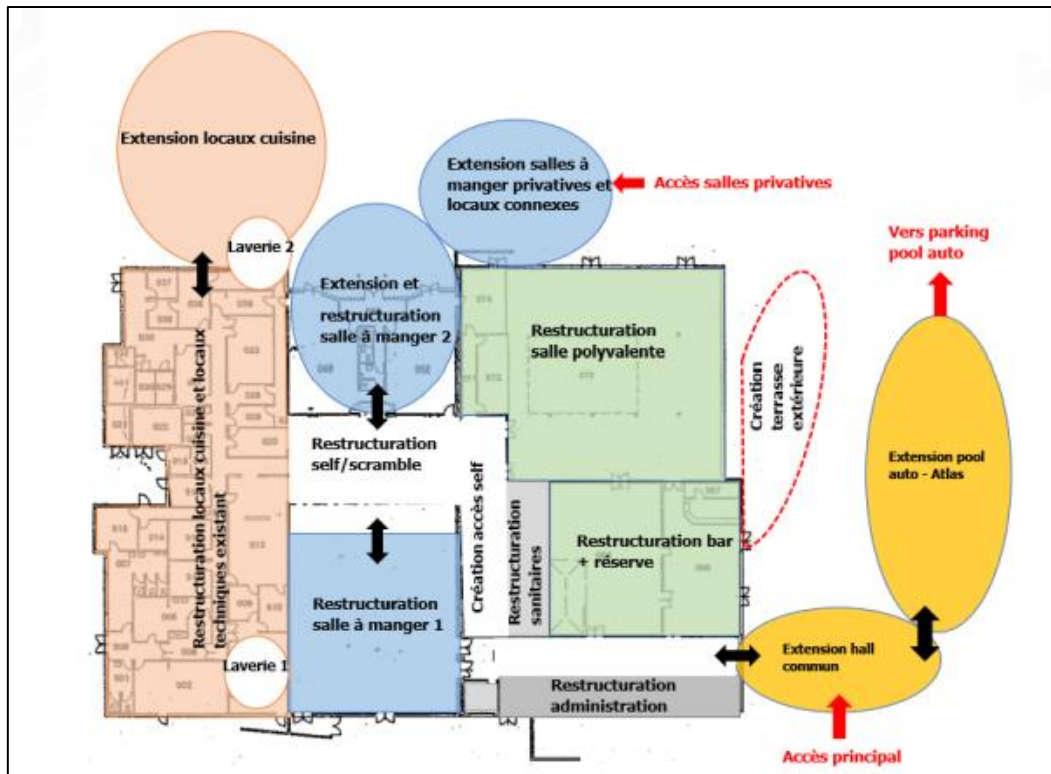 Extension locaux cuisine
Extension salles à
manger privatives et
locaux connexes
Accès salles privatives
Vers parking
pool auto
Laverie 2
Extension et
restructuration
salle à manger 2
Restructuration
salle polyvalente
Création
terrasse
extérieure
Restructuration locaux cuisine et locaux
techniques existant
Restructuration
self/scramble
Création accès self
Restructuration
sanitaires
Restructuration bar
+ réserve
Extension pool
auto - Atlas
Restructuration
salle à manger 1
Laverie 1
Extension hall
commun
Restructuration
administration
Accès principal